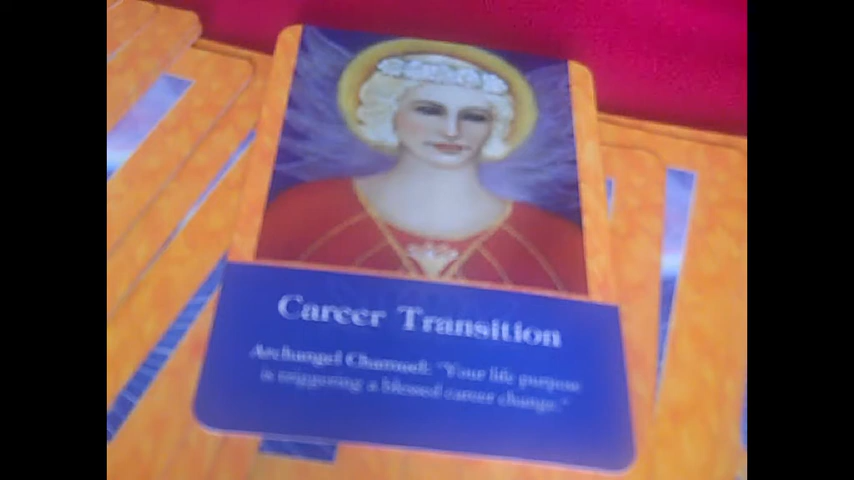 Career Transition
Archangel Chamuel: "Your life purpose
is triggering a blessed career change."